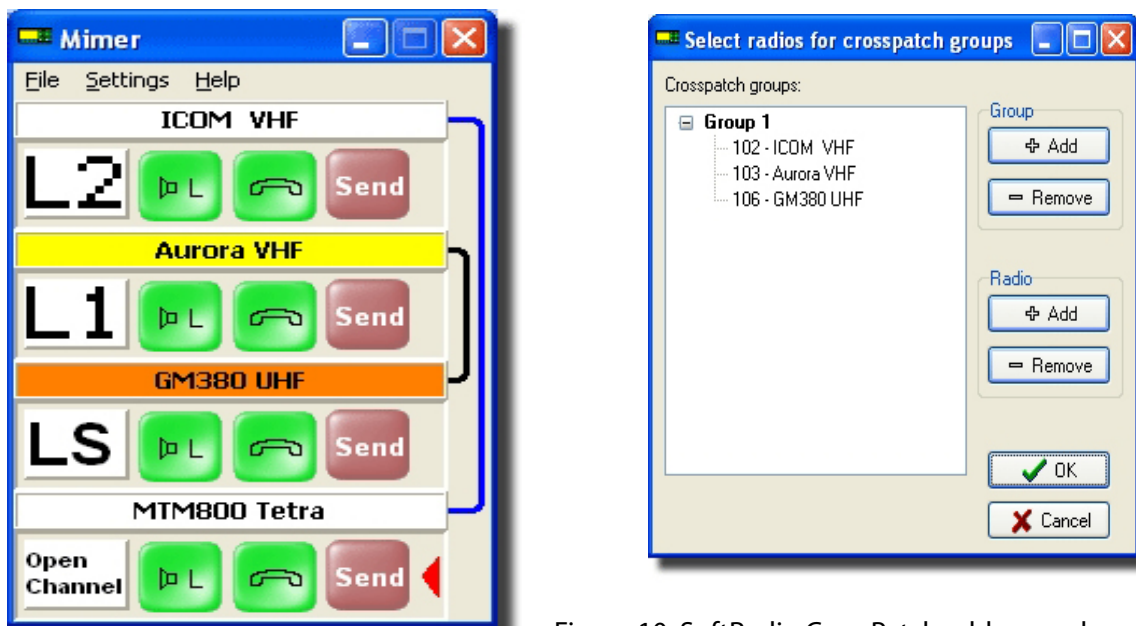 Mimer
File Settings Help
ICOM VHF
L2 L Send
Aurora VHF
L1 L Send
GM380 UHF
LS L Send
MTM800 Tetra
Open
Channel L Send
Select radios for crosspatch groups
Crosspatch groups:
Group 1
102 - ICOM VHF
103 - Aurora VHF
106 - GM380 UHF
Group
Add
Remove
Radio
Add
Remove
OK
Cancel